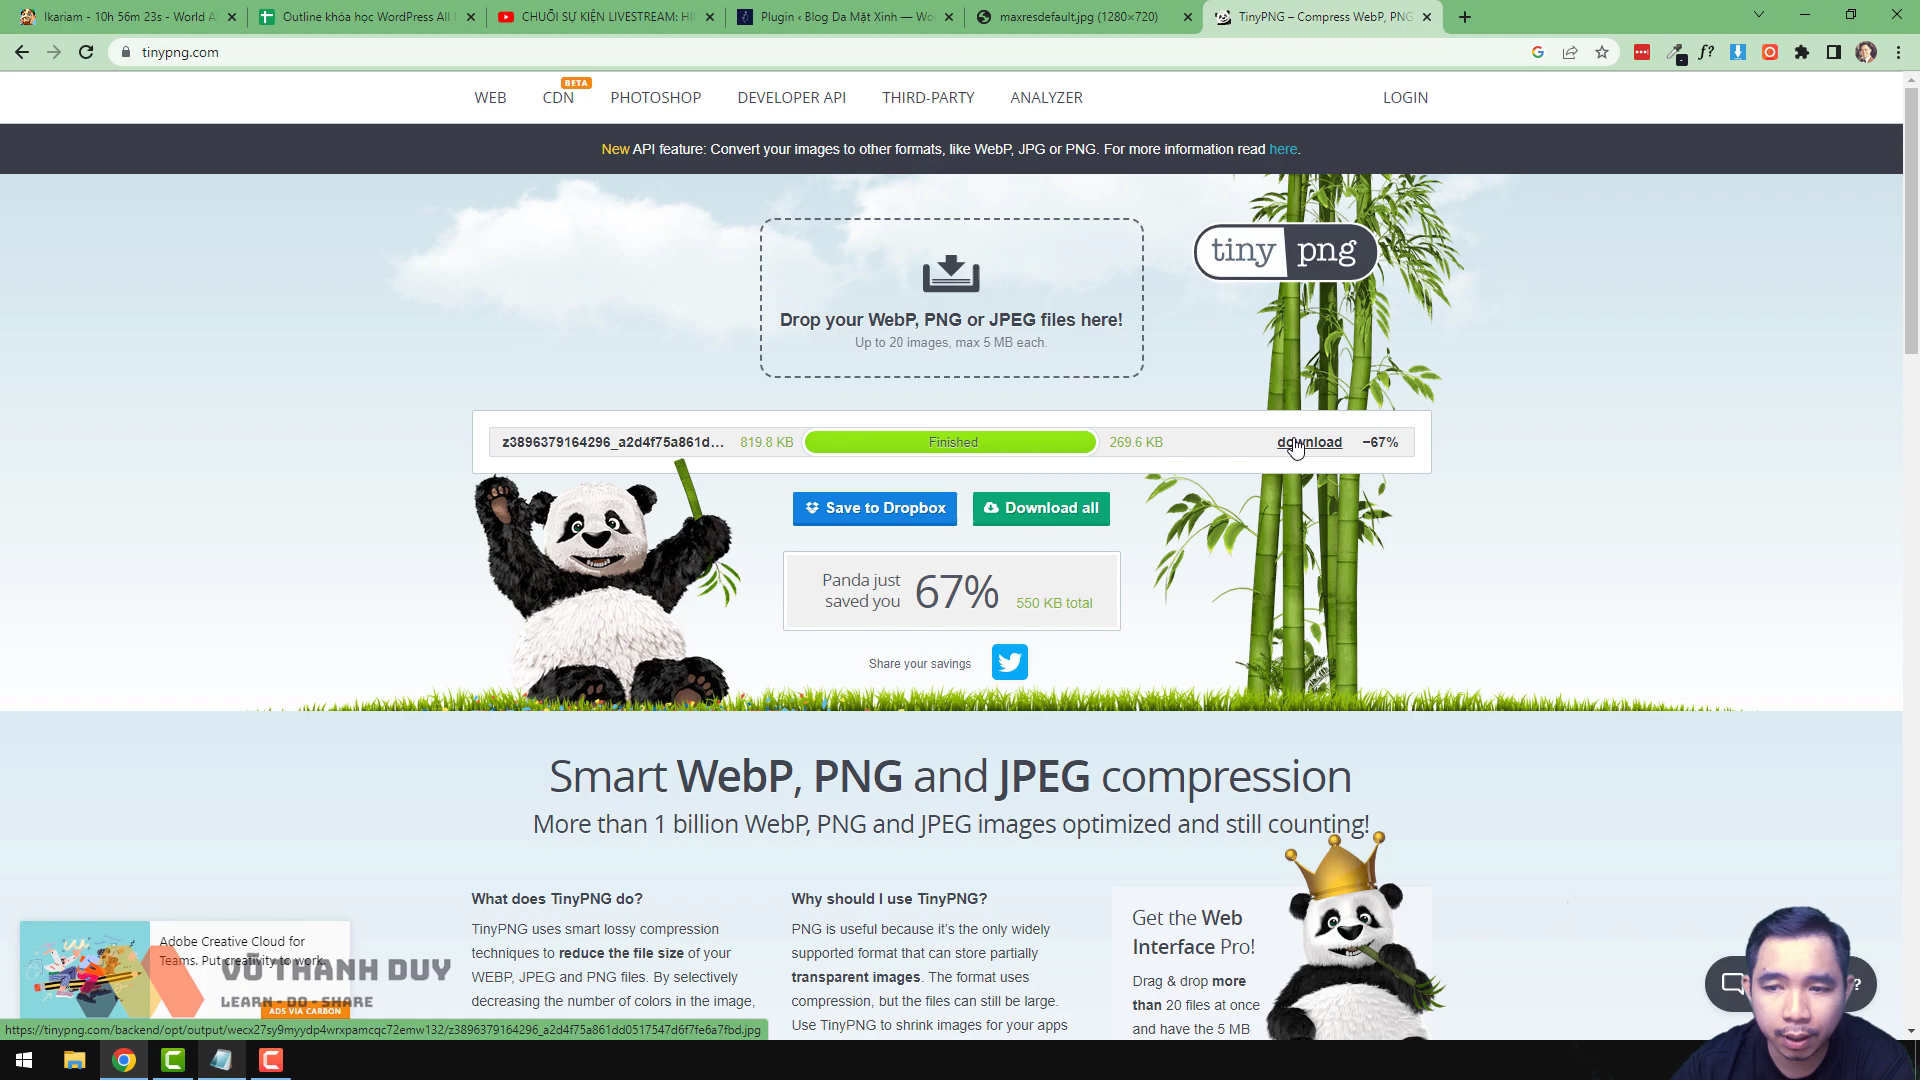 Ikariam - 10h 56m 23s - World A
Outline khóa học WordPress All
CHUỖI SỰ KIỆN LIVESTREAM: HI
Plugin ‹ Blog Da Mặt Xinh — Wo
maxresdefault.jpg (1280×720)
TinyPNG – Compress WebP, PNG
tinypng.com
f?
WEB
CDN
BETA
PHOTOSHOP
DEVELOPER API
THIRD-PARTY
ANALYZER
LOGIN
New API feature: Convert your images to other formats, like WebP, JPG or PNG. For more information read here.
tiny png
Drop your WebP, PNG or JPEG files here!
Up to 20 images, max 5 MB each.
z3896379164296_a2d4f75a861d... 819.8 KB Finished 269.6 KB download −67%
Save to Dropbox
Download all
Panda just
saved you
67%
550 KB total
Share your savings
Smart WebP, PNG and JPEG compression
More than 1 billion WebP, PNG and JPEG images optimized and still counting!
What does TinyPNG do?
TinyPNG uses smart lossy compression
techniques to reduce the file size of your
WEBP, JPEG and PNG files. By selectively
decreasing the number of colors in the image,
Why should I use TinyPNG?
PNG is useful because it's the only widely
supported format that can store partially
transparent images. The format uses
compression, but the files can still be large.
Use TinyPNG to shrink images for your apps
Get the Web
Interface Pro!
Drag & drop more
than 20 files at once
and have the 5 MB
Adobe Creative Cloud for
Teams. Put creativity to work.
ADS VIA CARBON
VÕ THANH DUY
LEARN - DO - SHARE
?
https://tinypng.com/backend/opt/output/wecx27sy9myydp4wrxpamcqc72emw132/z3896379164296_a2d4f75a861dd0517547d6f7fe6a7fbd.jpg